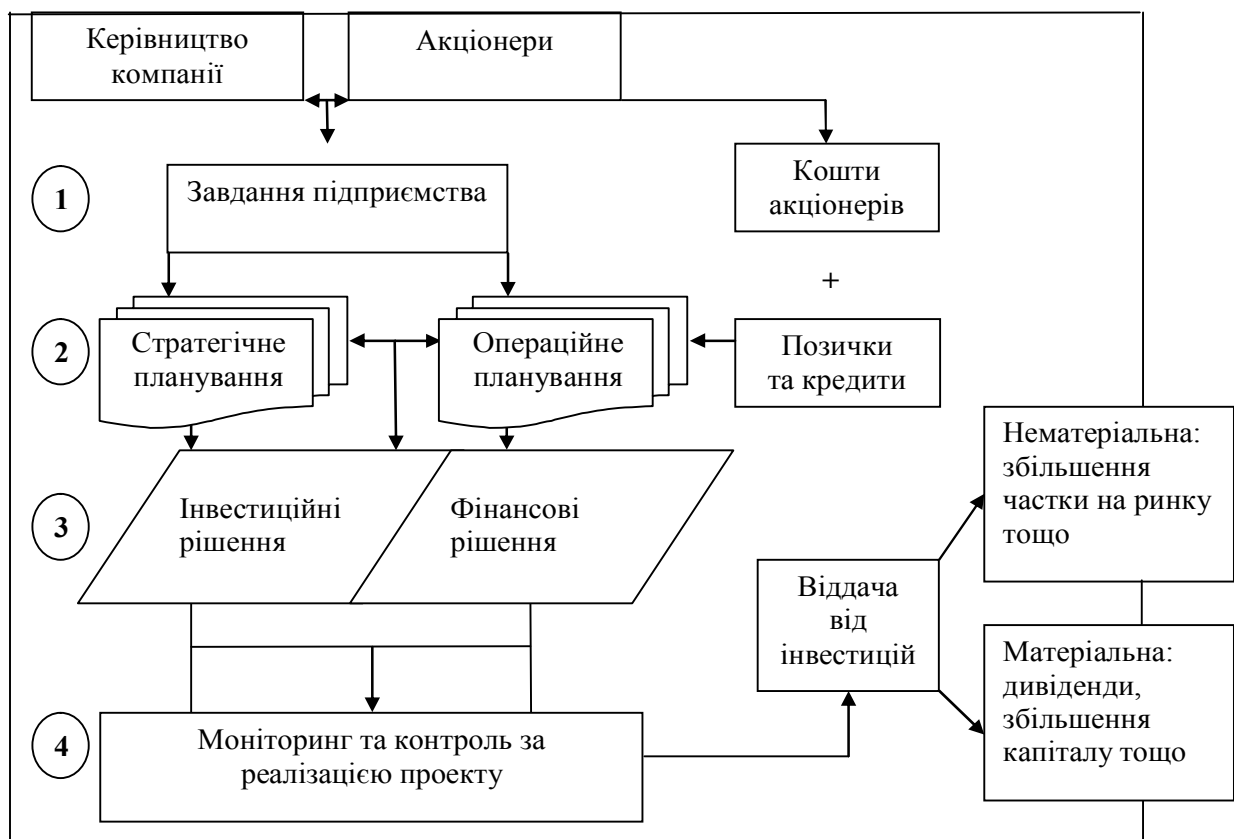 Керівництво
компанії
Акціонери
1
Завдання підприємства
Кошти
акціонерів
+
2
Стратегічне
планування
Операційне
планування
Позички
та кредити
3
Інвестиційні
рішення
Фінансові
рішення
Віддача
від
інвестицій
Нематеріальна:
збільшення
частки на ринку
тощо
Матеріальна:
дивіденди,
збільшення
капіталу тощо
4
Моніторинг та контроль за
реалізацією проекту